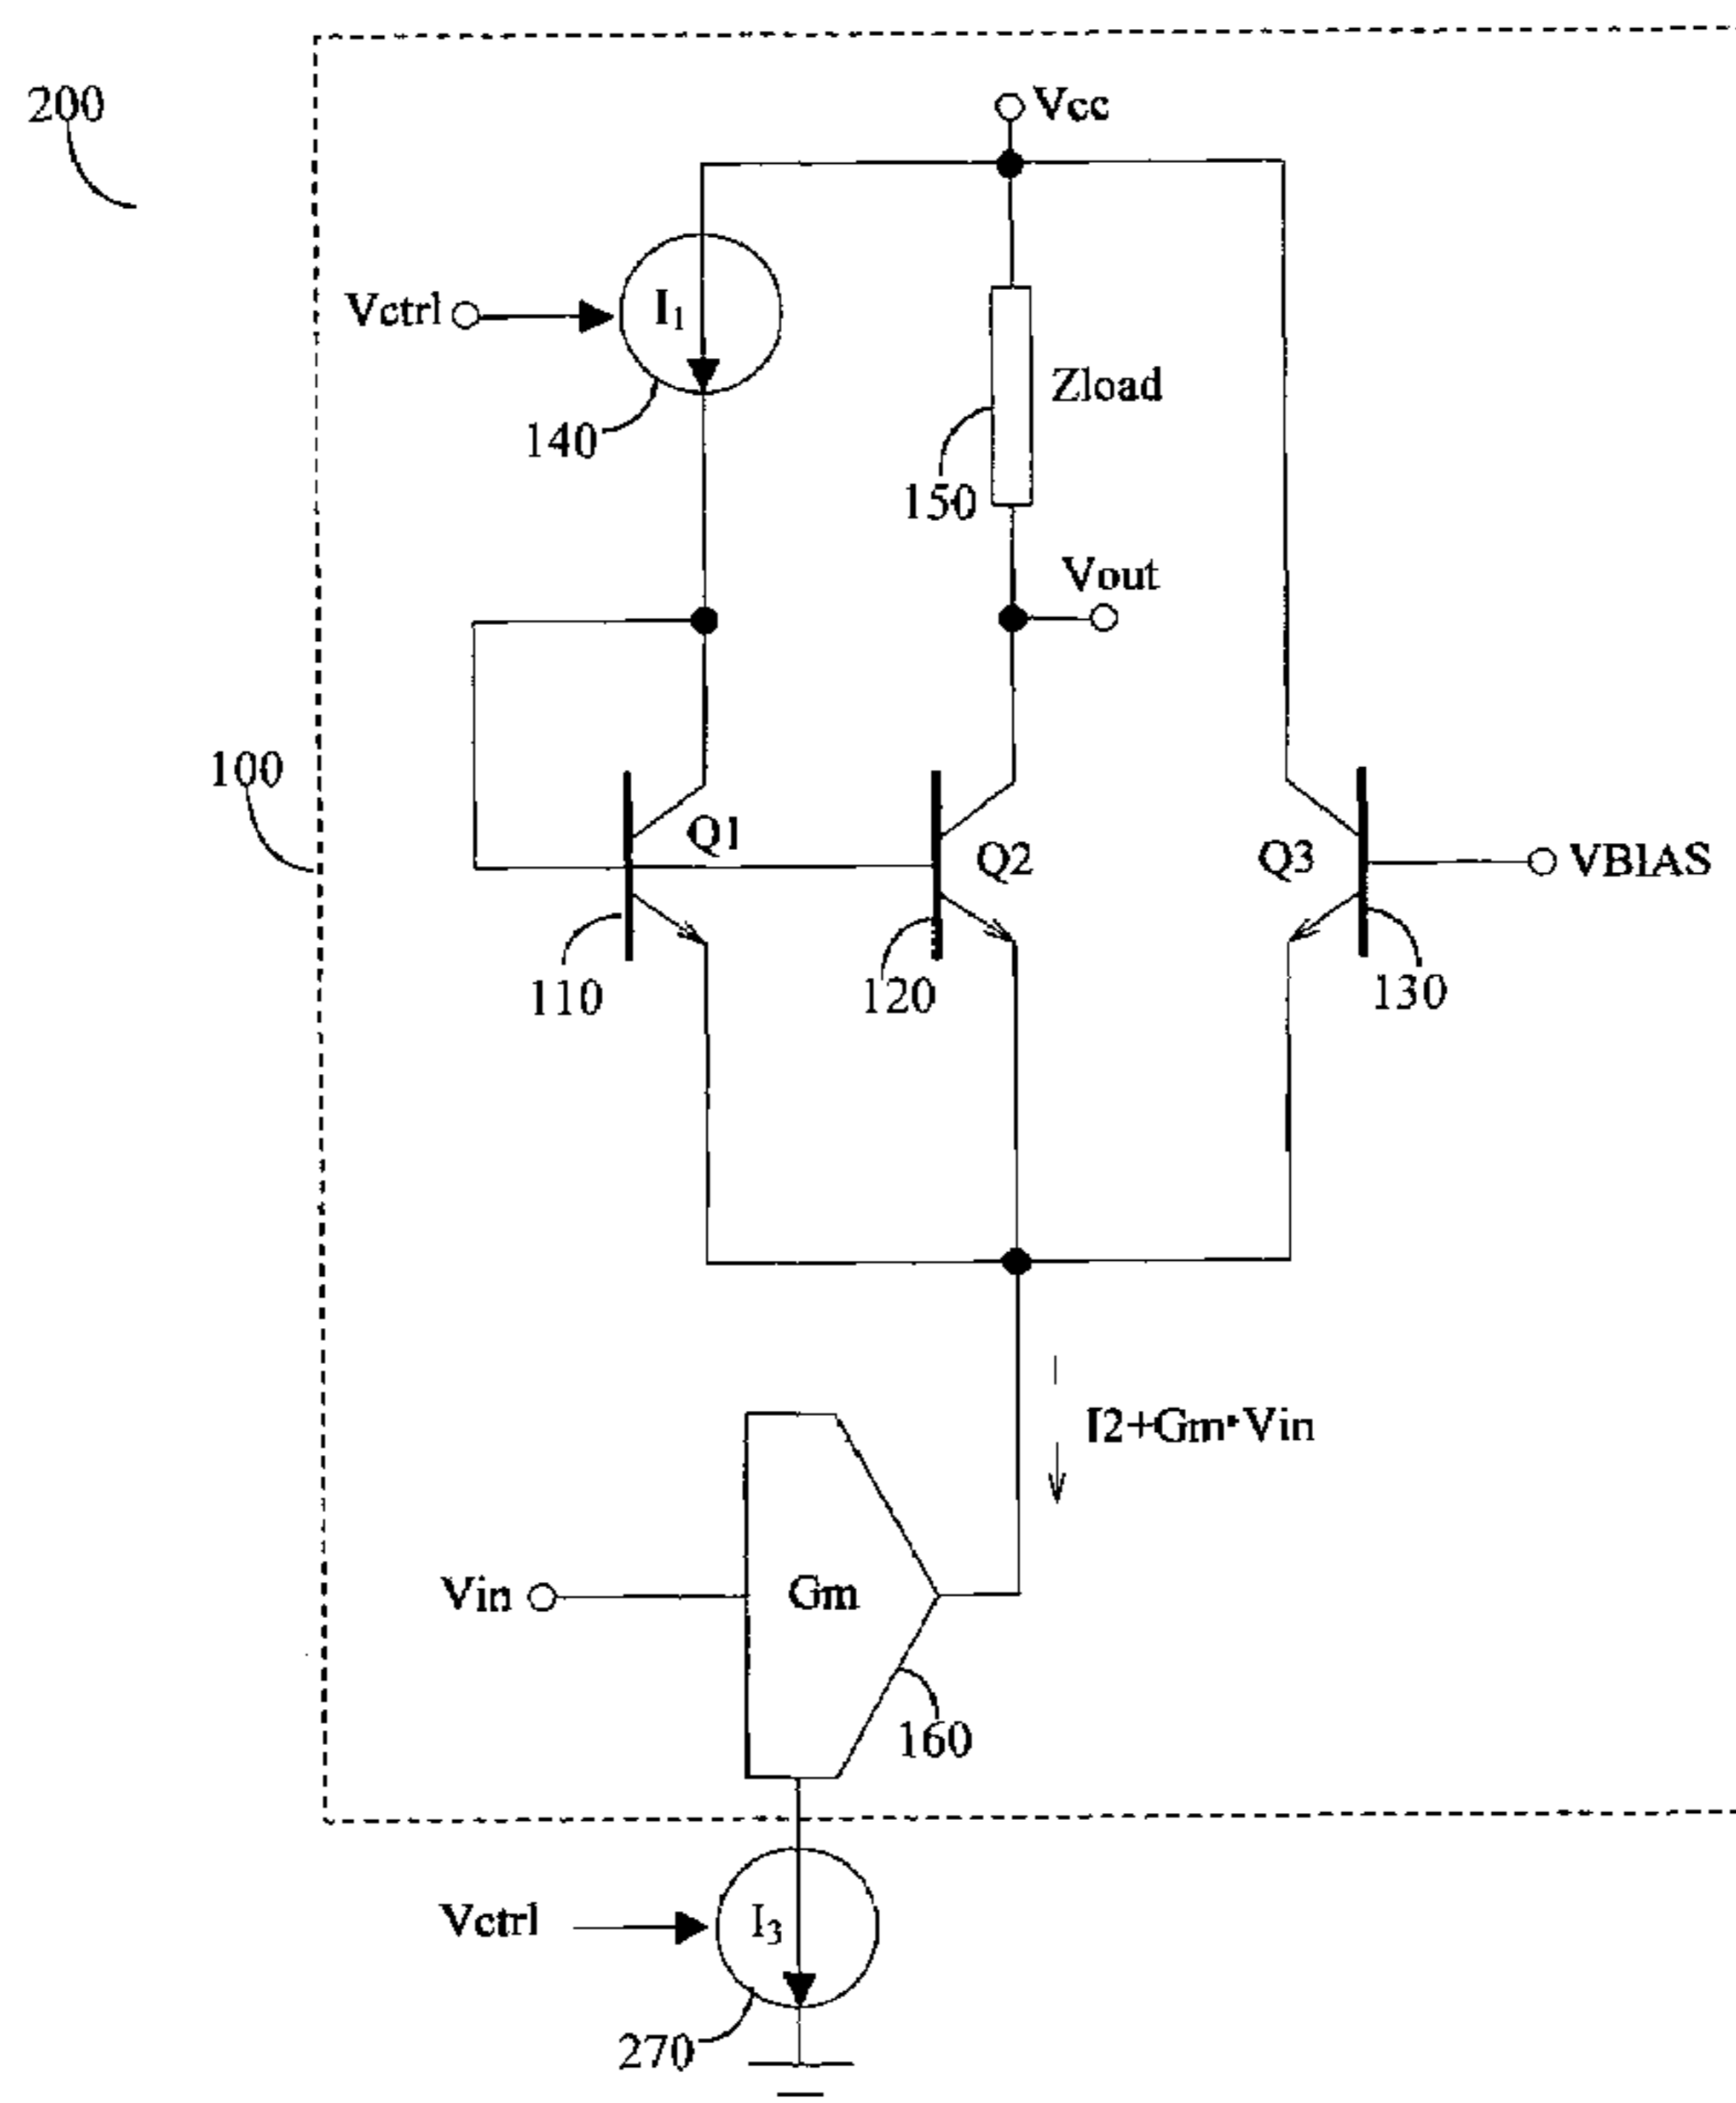 200
Vcc
Vctrl
I1
Zload
140
150
Vout
100
Q1
Q2
Q3
VBIAS
110
120
130
I2+Gm·Vin
Vin
Gm
160
Vctrl
I3
270